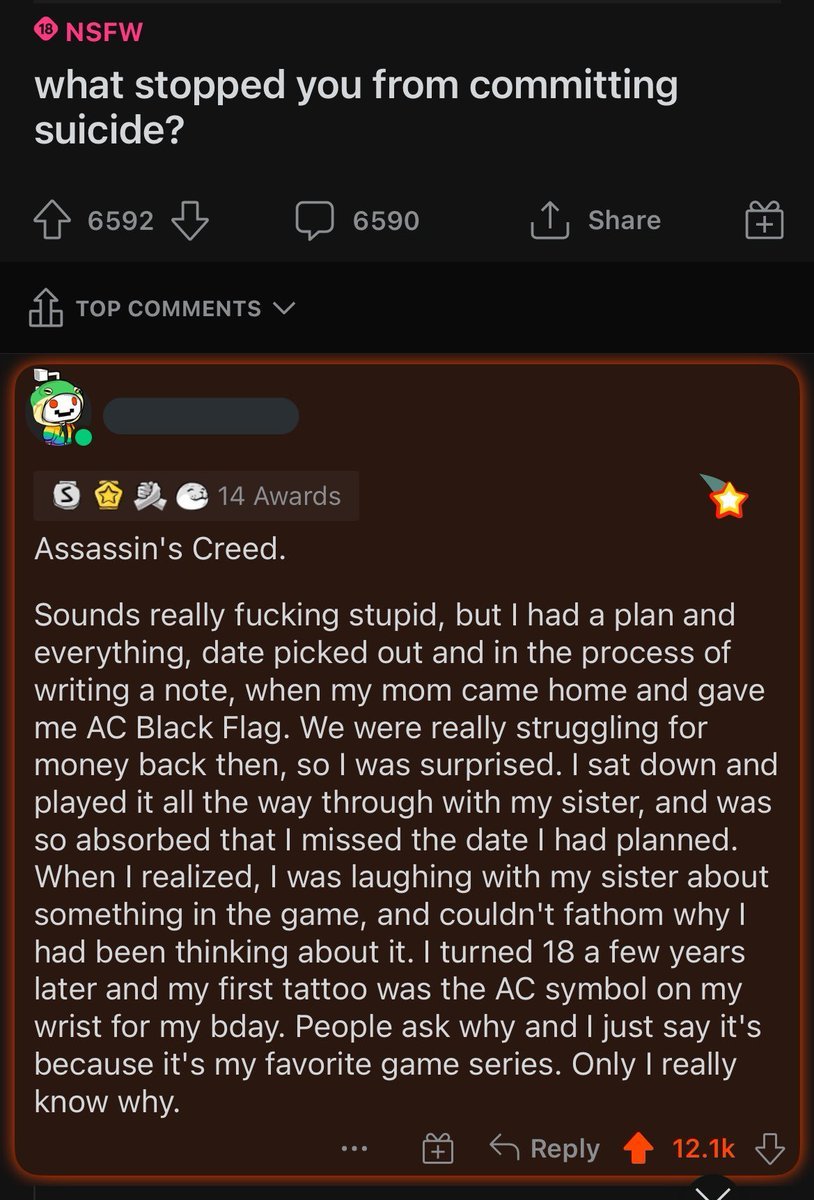 18 NSFW
what stopped you from committing
suicide?
6592 6590 Share
TOP COMMENTS
S 14 Awards
Assassin's Creed.
Sounds really fucking stupid, but I had a plan and
everything, date picked out and in the process of
writing a note, when my mom came home and gave
me AC Black Flag. We were really struggling for
money back then, so I was surprised. I sat down and
played it all the way through with my sister, and was
so absorbed that I missed the date I had planned.
When I realized, I was laughing with my sister about
something in the game, and couldn't fathom why I
had been thinking about it. I turned 18 a few years
later and my first tattoo was the AC symbol on my
wrist for my bday. People ask why and I just say it's
because it's my favorite game series. Only I really
know why.
Reply 12.1k